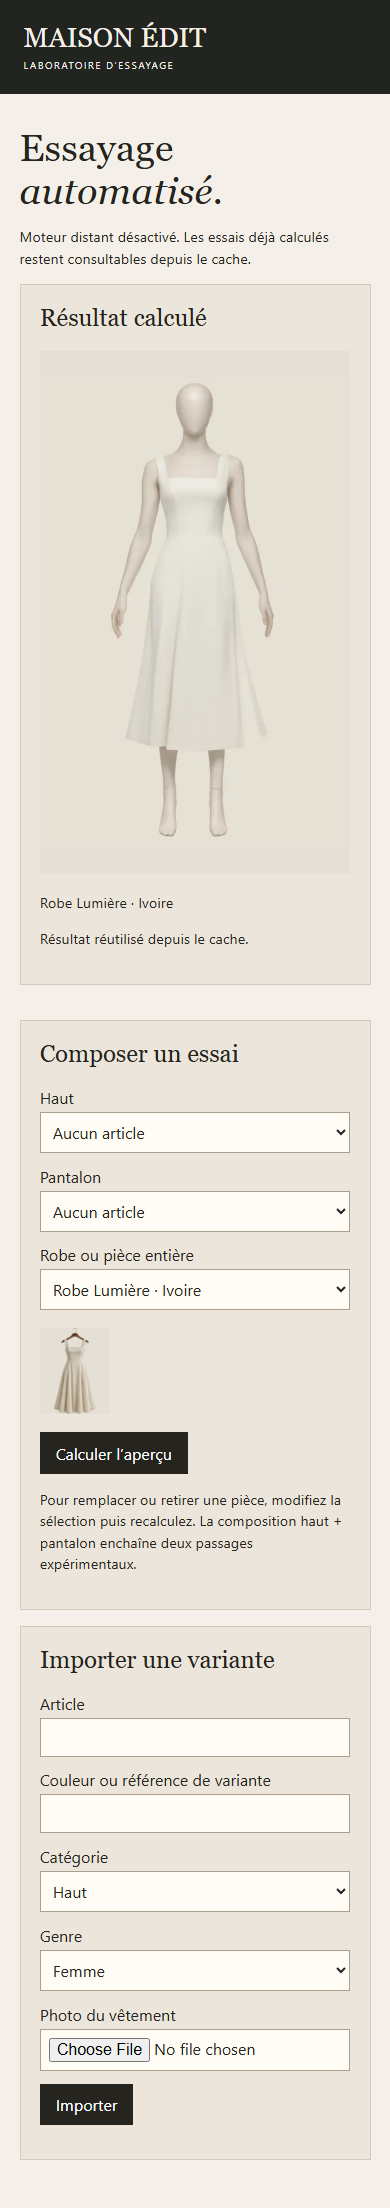 MAISON ÉDIT
LABORATOIRE D'ESSAYAGE
Essayage
automatisé.
Moteur distant désactivé. Les essais déjà calculés
restent consultables depuis le cache.
Résultat calculé
Robe Lumière · Ivoire
Résultat réutilisé depuis le cache.
Composer un essai
Haut
Aucun article
Pantalon
Aucun article
Robe ou pièce entière
Robe Lumière · Ivoire
Calculer l'aperçu
Pour remplacer ou retirer une pièce, modifiez la
sélection puis recalculez. La composition haut +
pantalon enchaîne deux passages
expérimentaux.
Importer une variante
Article
Couleur ou référence de variante
Catégorie
Haut
Genre
Femme
Photo du vêtement
Choose File No file chosen
Importer